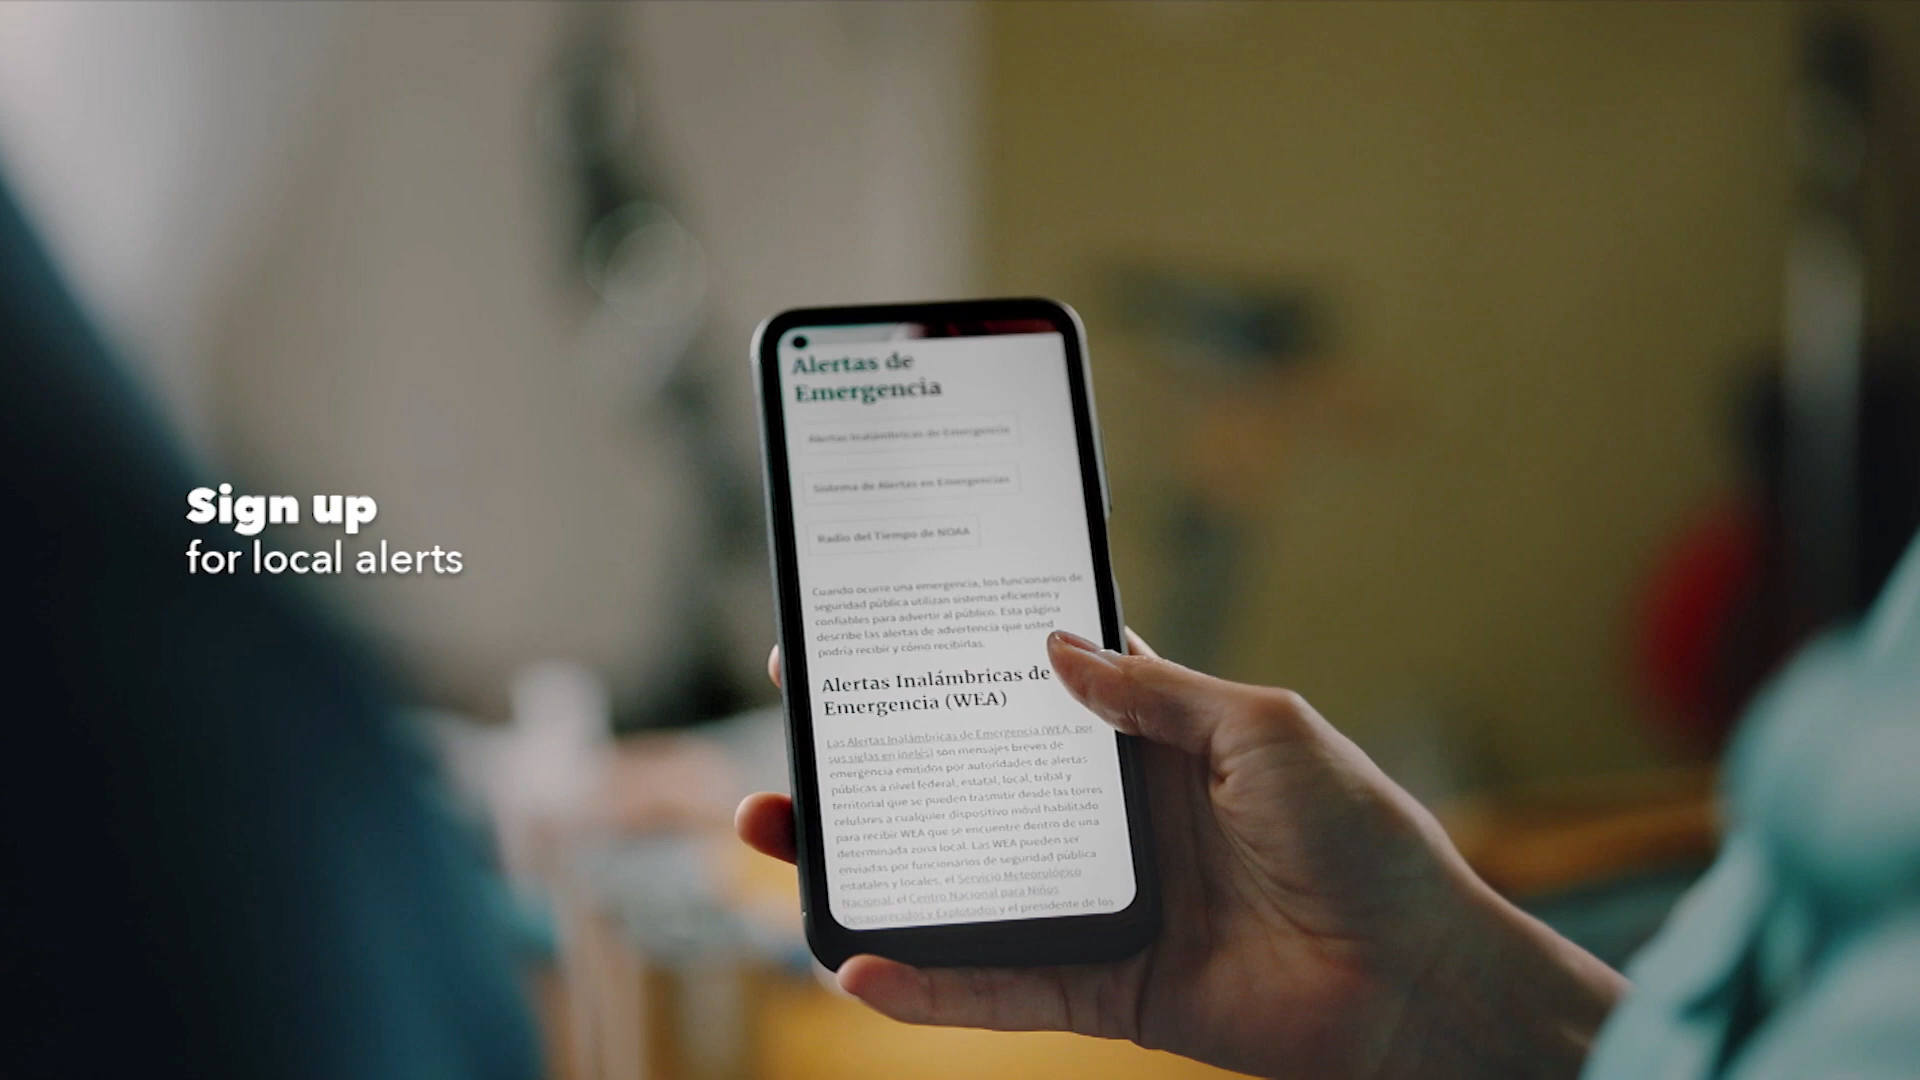 Sign up
for local alerts
Alertas de
Emergencia
Alertas Inalámbricas de Emergencia
Sistema de Alertas en Emergencias
Radio del Tiempo de NOAA
Cuando ocurre una emergencia, los funcionarios de
seguridad pública utilizan sistemas eficientes y
confiables para advertir al público. Esta página
describe las alertas de advertencia que usted
podría recibir y cómo recibirlas.
Alertas Inalámbricas de
Emergencia (WEA)
Las Alertas Inalámbricas de Emergencia (WEA, por
sus siglas en inglés) son mensajes breves de
emergencia emitidos por autoridades de alertas
públicas a nivel federal, estatal, local, tribal y
territorial que se pueden trasmitir desde las torres
celulares a cualquier dispositivo móvil habilitado
para recibir WEA que se encuentre dentro de una
determinada zona local. Las WEA pueden ser
enviadas por funcionarios de seguridad pública
estatales y locales, el Servicio Meteorológico
Nacional, el Centro Nacional para Niños
Desaparecidos y Explotados y el presidente de los